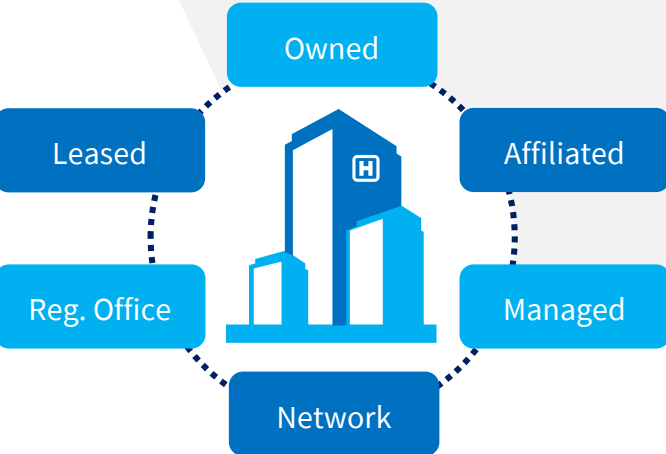 Owned
Leased
Affiliated
H
Reg. Office
Managed
Network